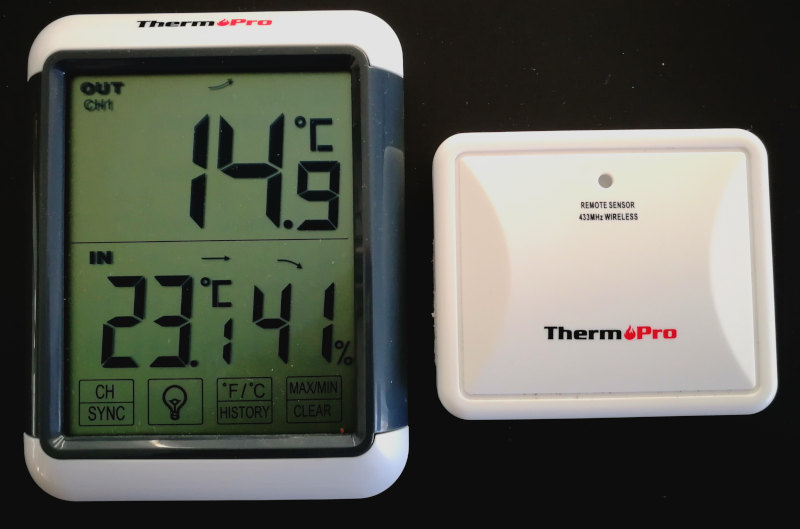 ThermoPro
OUT
CH1
14.9 °C
IN
23.1 °C 41%
CH
SYNC
°F/°C
HISTORY
MAX/MIN
CLEAR
REMOTE SENSOR
433MHz WIRELESS
ThermoPro